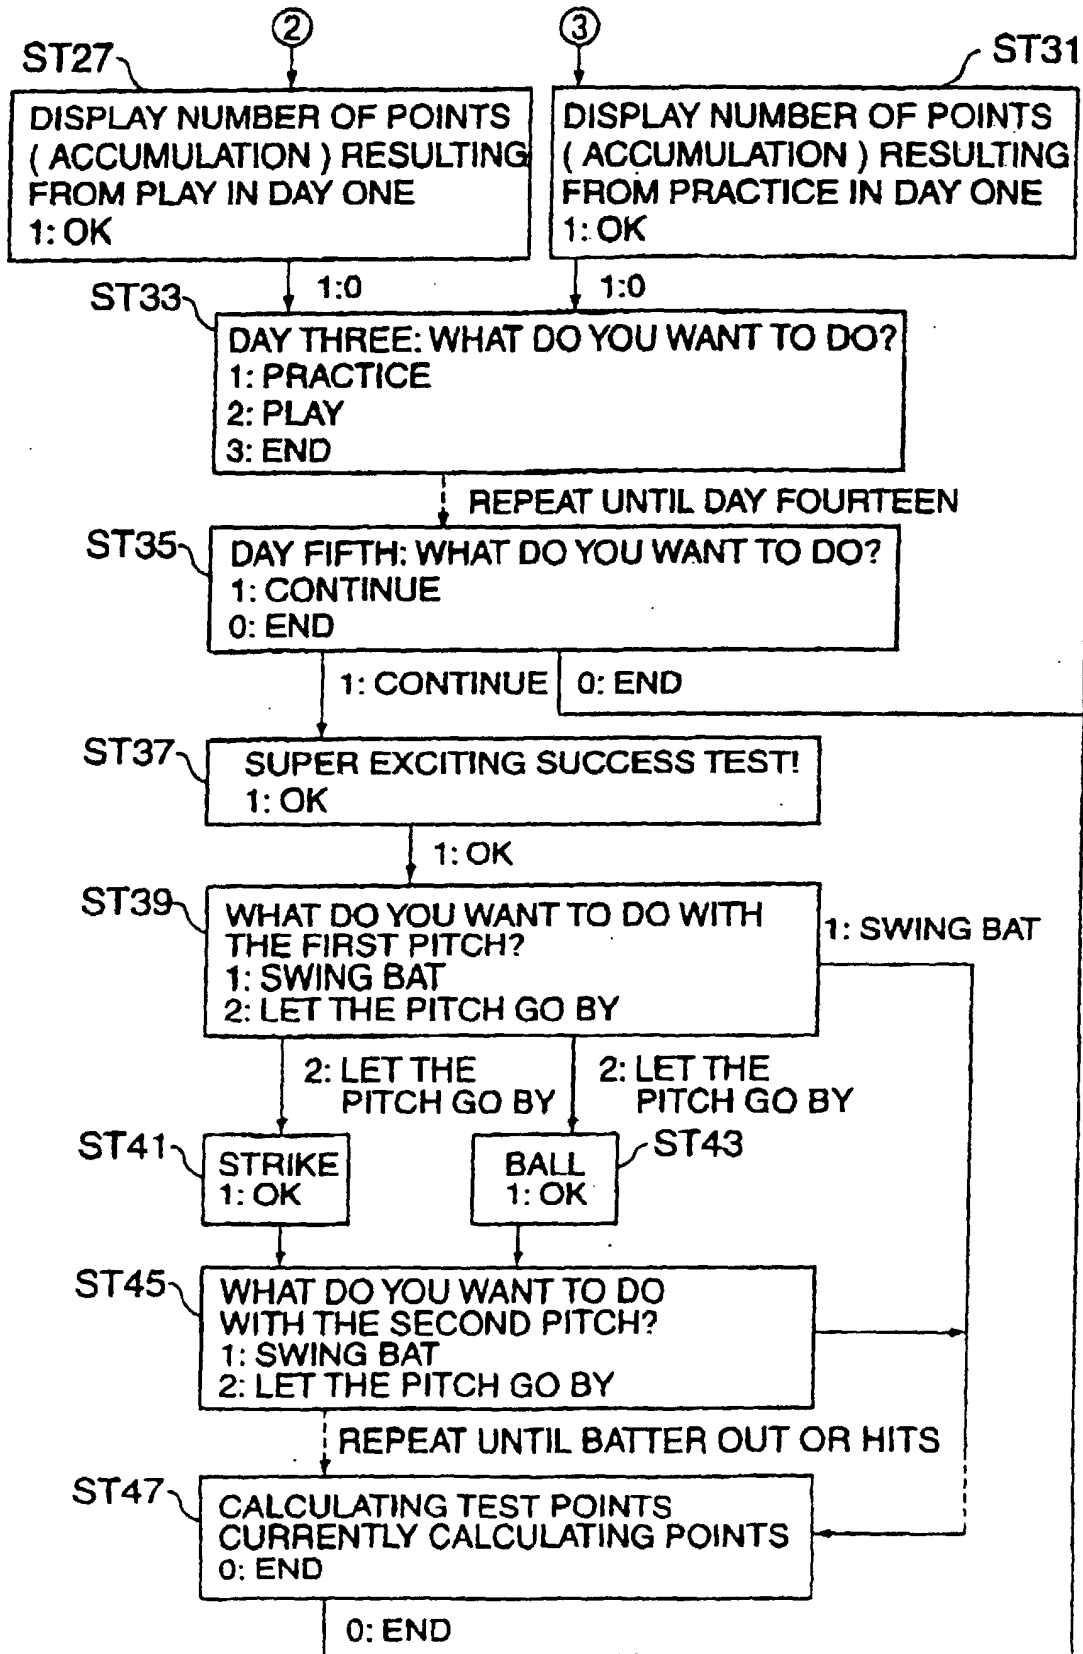 2
3
ST27
ST31
DISPLAY NUMBER OF POINTS
( ACCUMULATION ) RESULTING
FROM PLAY IN DAY ONE
1: OK
DISPLAY NUMBER OF POINTS
( ACCUMULATION ) RESULTING
FROM PRACTICE IN DAY ONE
1: OK
1:0
1:0
ST33
DAY THREE: WHAT DO YOU WANT TO DO?
1: PRACTICE
2: PLAY
3: END
REPEAT UNTIL DAY FOURTEEN
ST35
DAY FIFTH: WHAT DO YOU WANT TO DO?
1: CONTINUE
0: END
1: CONTINUE
0: END
ST37
SUPER EXCITING SUCCESS TEST!
1: OK
1: OK
ST39
WHAT DO YOU WANT TO DO WITH
THE FIRST PITCH?
1: SWING BAT
2: LET THE PITCH GO BY
1: SWING BAT
2: LET THE
PITCH GO BY
2: LET THE
PITCH GO BY
ST41
STRIKE
1: OK
BALL
1: OK
ST43
ST45
WHAT DO YOU WANT TO DO
WITH THE SECOND PITCH?
1: SWING BAT
2: LET THE PITCH GO BY
REPEAT UNTIL BATTER OUT OR HITS
ST47
CALCULATING TEST POINTS
CURRENTLY CALCULATING POINTS
0: END
0: END